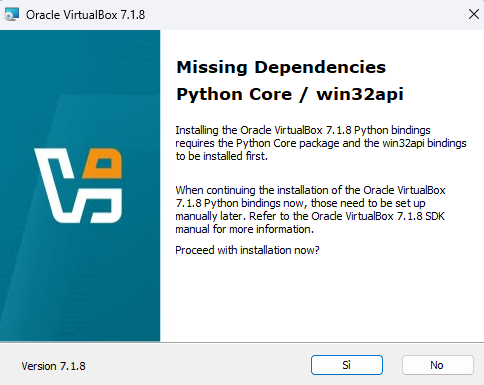 Oracle VirtualBox 7.1.8
Missing Dependencies
Python Core / win32api
Installing the Oracle VirtualBox 7.1.8 Python bindings
requires the Python Core package and the win32api bindings
to be installed first.
When continuing the installation of the Oracle VirtualBox
7.1.8 Python bindings now, those need to be set up
manually later. Refer to the Oracle VirtualBox 7.1.8 SDK
manual for more information.
Proceed with installation now?
Version 7.1.8
Sì
No